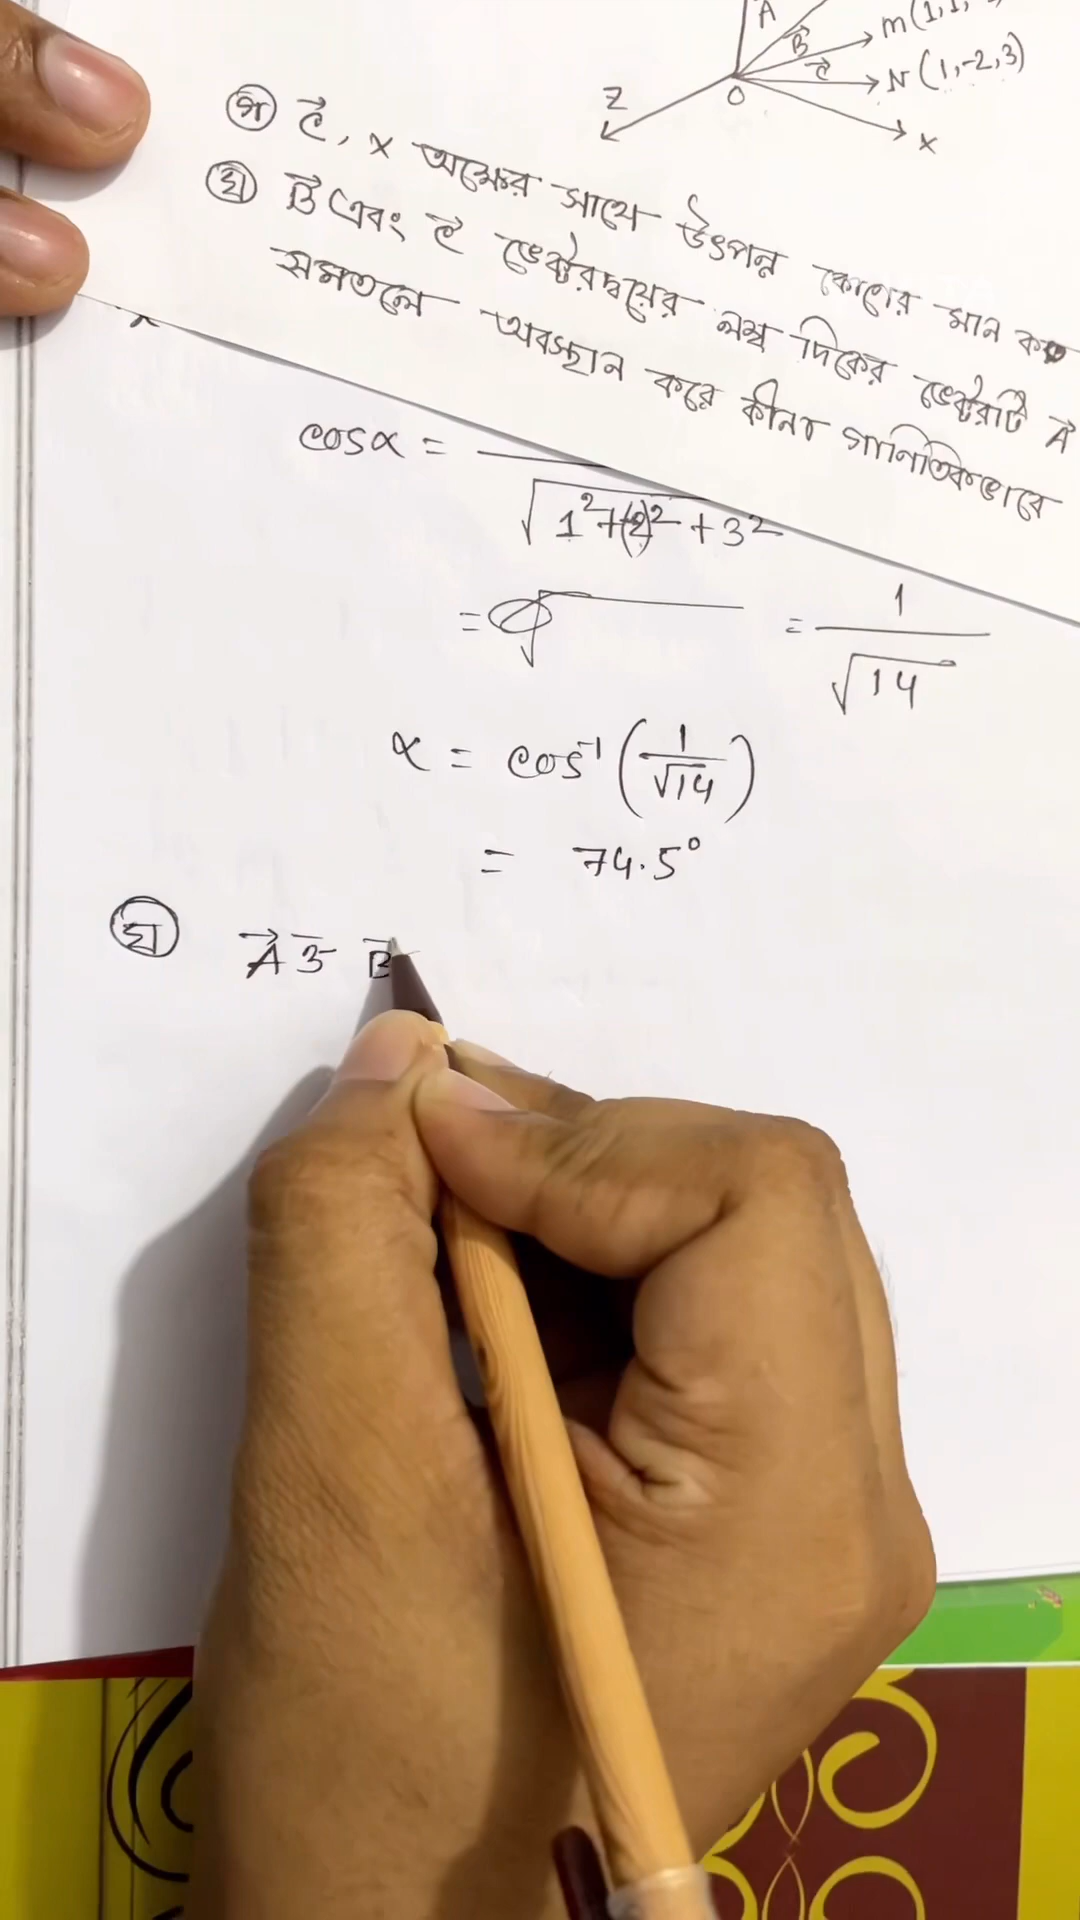 A
B
m(1,1,
C
N(1,-2,3)
Z
O
x
গ C, x অক্ষের সাথে উৎপন্ন কোণের মান
ঘ B এবং C ভেক্টরদ্বয়ের লম্ব দিকের ভেক্টরটি A
সমতলে অবস্থান করে কীনা গাণিতিকভাবে
cosα =
√1²+(2)²+3²
= √ = 1/√14
α = cos⁻¹(1/√14)
= 74.5°
ঘ A ও B